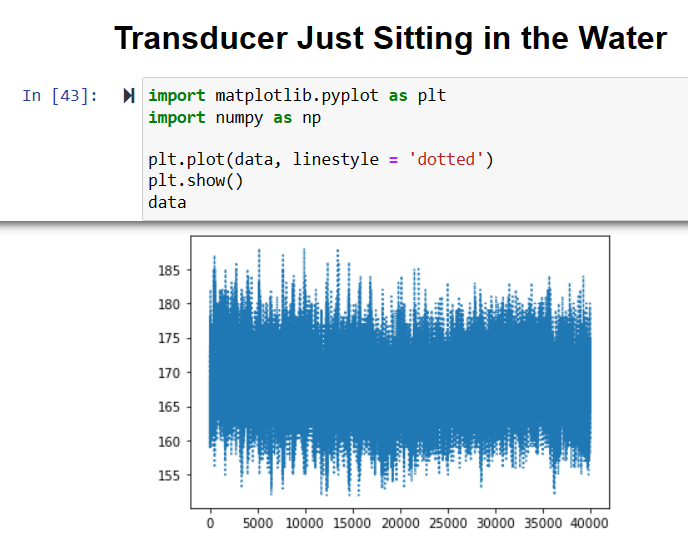 Transducer Just Sitting in the Water
In [43]:
import matplotlib.pyplot as plt
import numpy as np
plt.plot(data, linestyle = 'dotted')
plt.show()
data
185
180
175
170
165
160
155
0 5000 10000 15000 20000 25000 30000 35000 40000